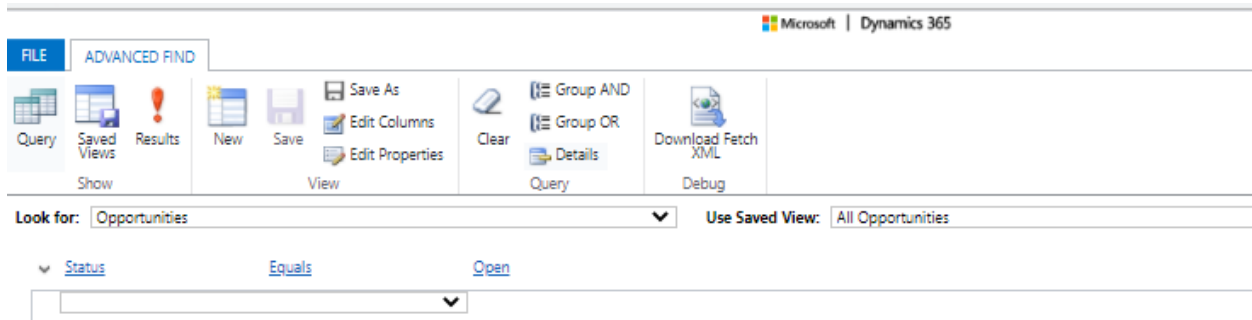 Microsoft | Dynamics 365
FILE ADVANCED FIND
Query
Saved Views
Results
New
Save
Save As
Edit Columns
Edit Properties
Clear
Group AND
Group OR
Details
Download Fetch XML
Show
View
Query
Debug
Look for: Opportunities
Use Saved View: All Opportunities
Status Equals Open